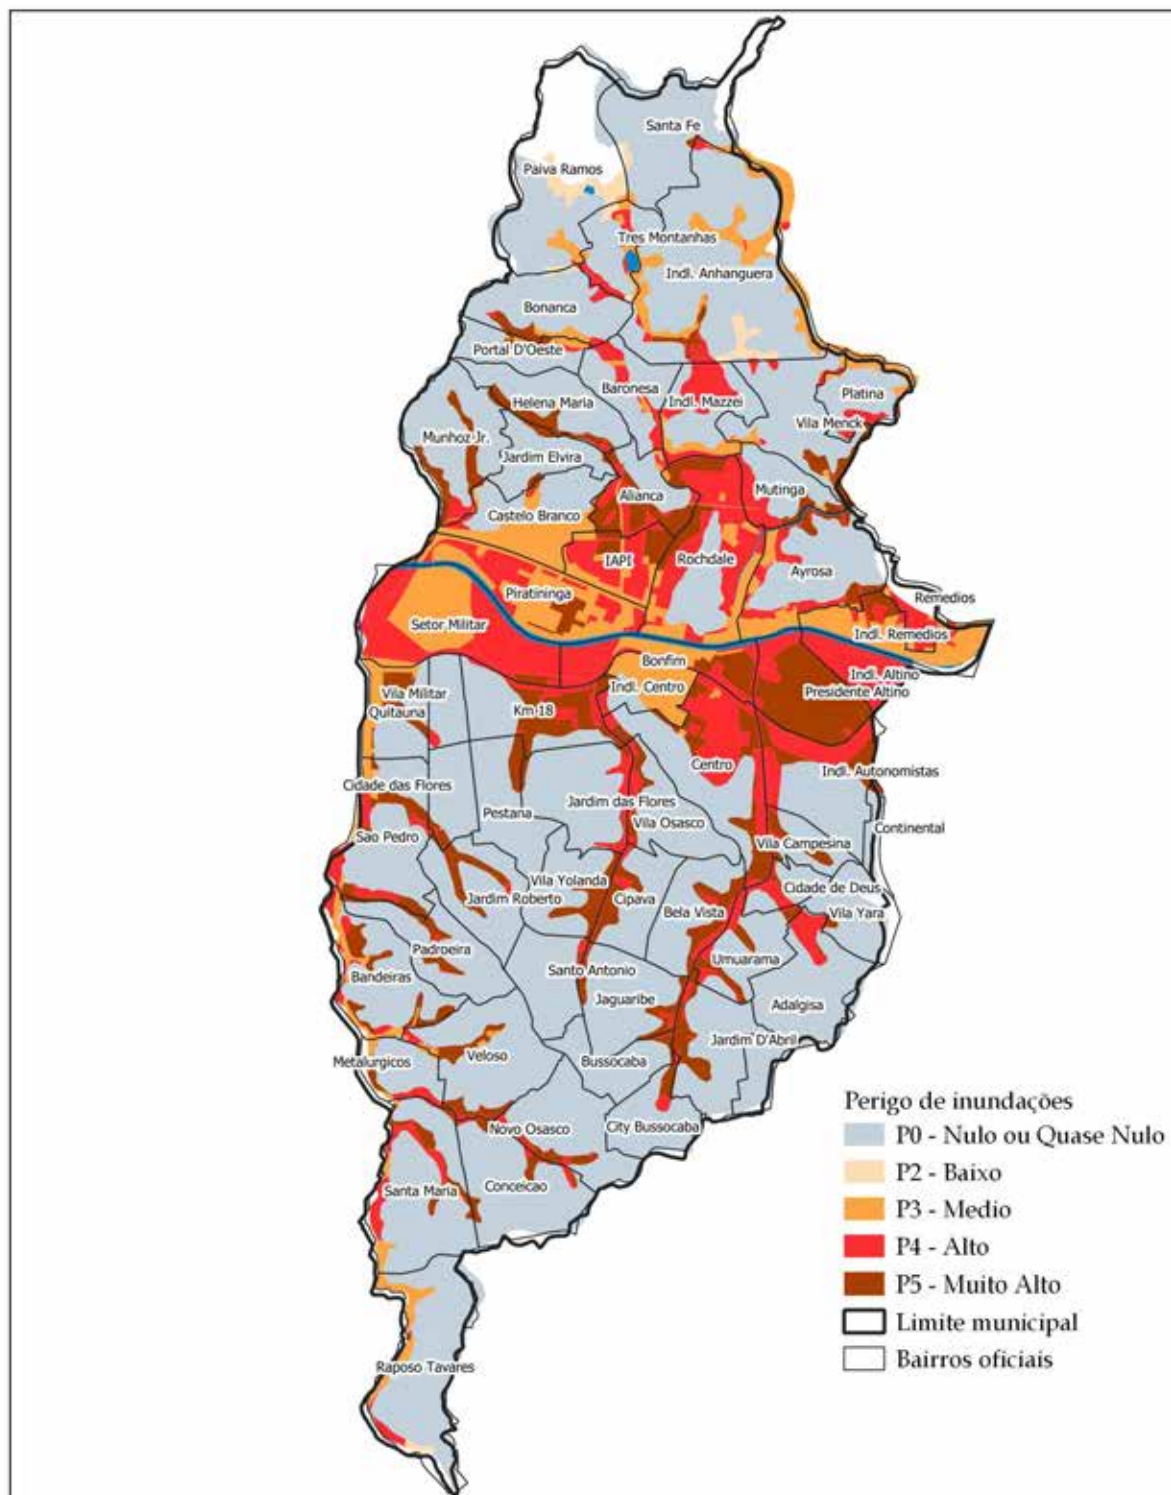 Santa Fe
Paiva Ramos
Tres Montanhas
Indl. Anhanguera
Bonanca
Portal D'Oeste
Baronesa
Platina
Helena Maria
Indl. Mazzei
Vila Menck
Munhoz Jr.
Jardim Elvira
Alianca
Mutinga
Castelo Branco
IAPI
Rochdale
Ayrosa
Piratininga
Remedios
Setor Militar
Indl. Remedios
Bonfim
Indl. Altino
Vila Militar
Indl. Centro
Presidente Altino
Quitauna
Km 18
Centro
Indl. Autonomistas
Cidade das Flores
Jardim das Flores
Pestana
Vila Osasco
Continental
Sao Pedro
Vila Campesina
Vila Yolanda
Cidade de Deus
Jardim Roberto
Cipava
Bela Vista
Vila Yara
Padroeira
Umuarama
Bandeiras
Santo Antonio
Jaguaribe
Adalgisa
Jardim D'Abril
Metalurgicos
Veloso
Bussocaba
Novo Osasco
City Bussocaba
Santa Maria
Conceicao
Raposo Tavares
Perigo de inundações
P0 - Nulo ou Quase Nulo
P2 - Baixo
P3 - Medio
P4 - Alto
P5 - Muito Alto
Limite municipal
Bairros oficiais